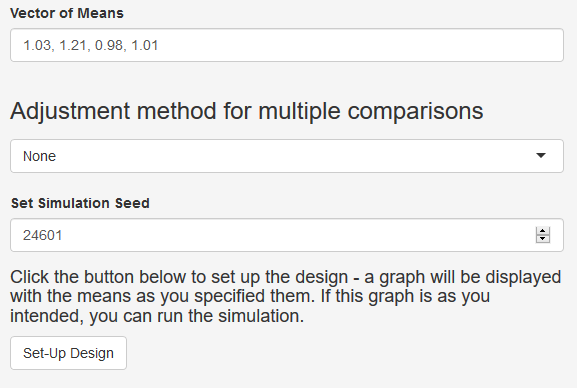 Vector of Means
1.03, 1.21, 0.98, 1.01
Adjustment method for multiple comparisons
None
Set Simulation Seed
24601
Click the button below to set up the design - a graph will be displayed
with the means as you specified them. If this graph is as you
intended, you can run the simulation.
Set-Up Design